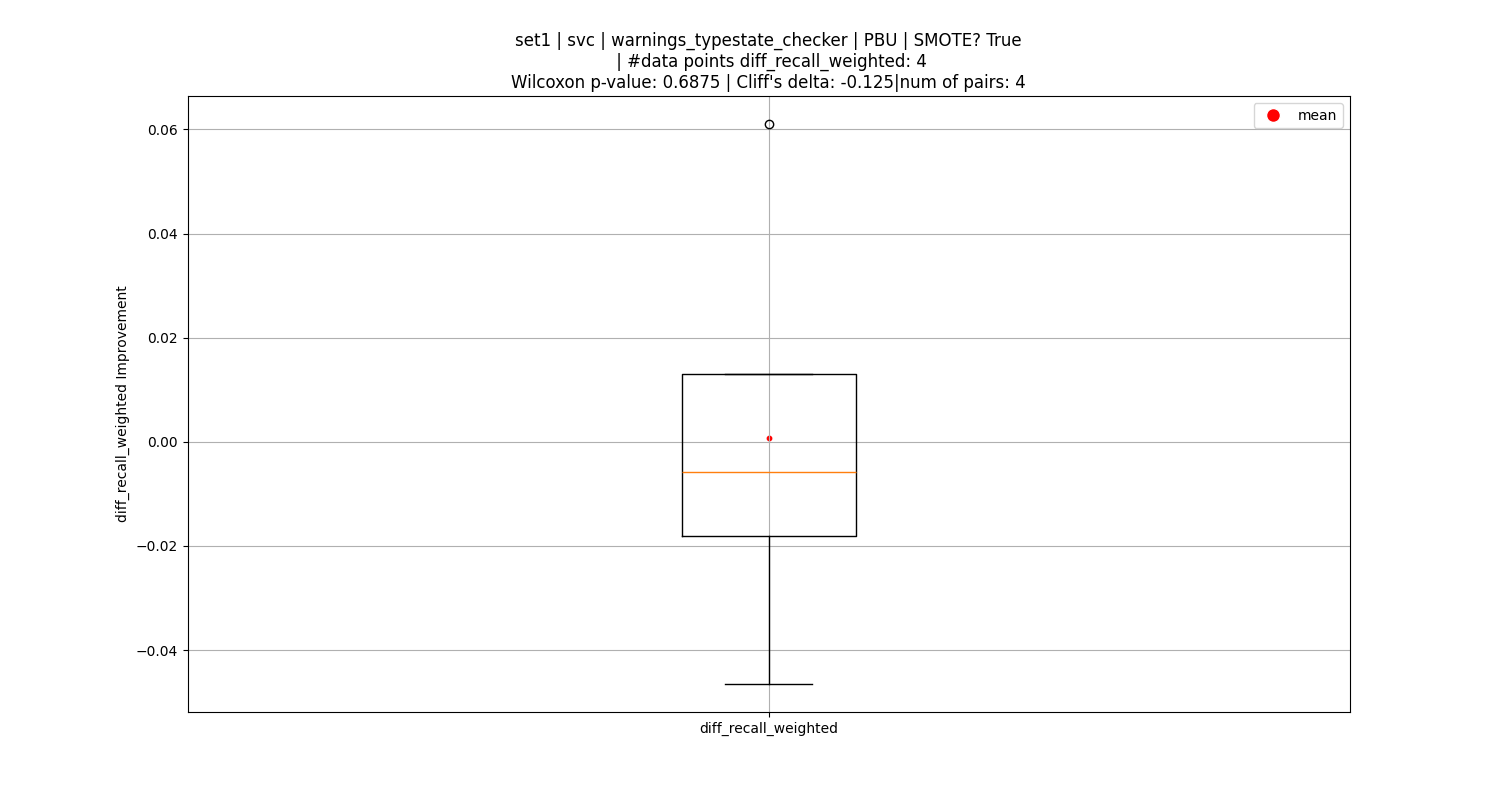 set1 | svc | warnings_typestate_checker | PBU | SMOTE? True
| #data points diff_recall_weighted: 4
Wilcoxon p-value: 0.6875 | Cliff's delta: -0.125|num of pairs: 4
mean
0.06
0.04
0.02
0.00
−0.02
−0.04
diff_recall_weighted Improvement
diff_recall_weighted